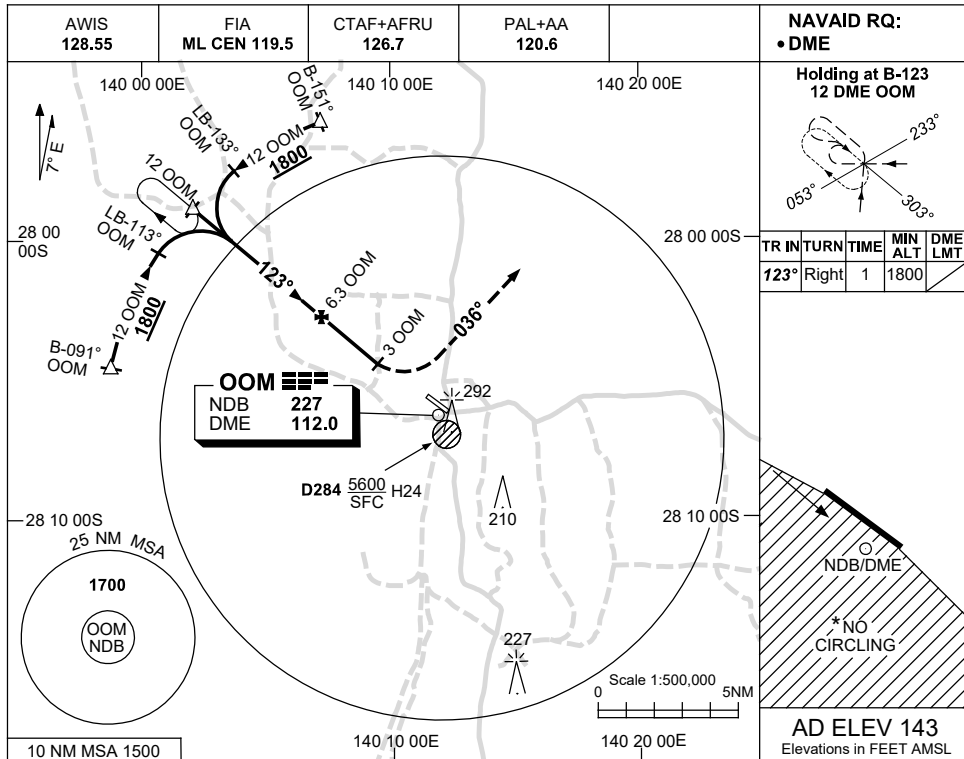 AWIS
128.55
FIA
ML CEN 119.5
CTAF+AFRU
126.7
PAL+AA
120.6
NAVAID RQ:
• DME
140 00 00E
140 10 00E
140 20 00E
7° E
B-151°
OOM
12 OOM
1800
LB-133°
OOM
12 OOM
LB-113°
OOM
12 OOM
1800
B-091°
OOM
28 00
00S
28 00 00S
123°
6.3 OOM
3 OOM
036°
OOM
NDB 227
DME 112.0
292
D284 5600
SFC H24
210
28 10 00S
28 10 00S
25 NM MSA
1700
OOM
NDB
227
Scale 1:500,000
0 5NM
10 NM MSA 1500
140 10 00E
140 20 00E
Holding at B-123
12 DME OOM
233°
053°
303°
TR IN TURN TIME MIN ALT DME LMT
123° Right 1 1800
NDB/DME
*NO
CIRCLING
AD ELEV 143
Elevations in FEET AMSL